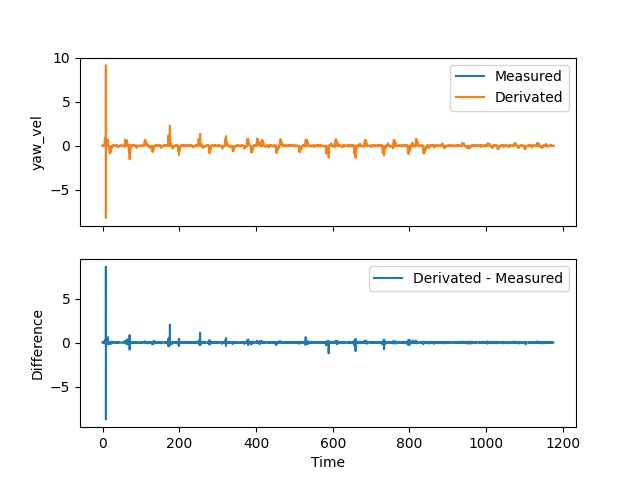 10
5
0
−5
yaw_vel
Measured
Derivated
5
0
−5
Difference
Derivated - Measured
0 200 400 600 800 1000 1200
Time